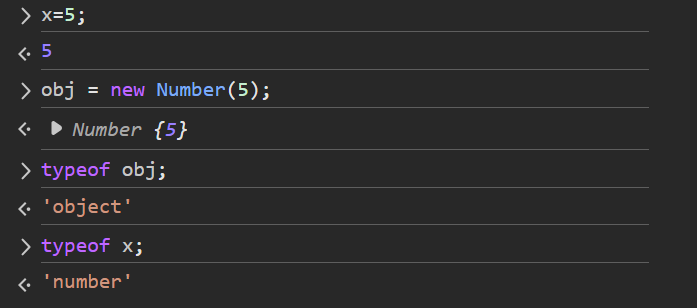 x=5;
5
obj = new Number(5);
Number {5}
typeof obj;
'object'
typeof x;
'number'